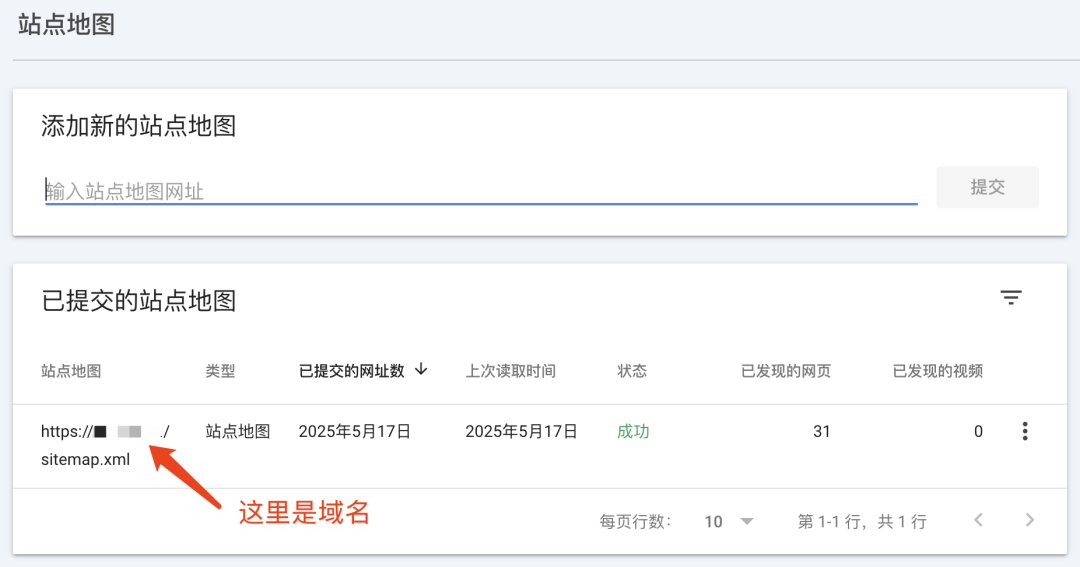 站点地图
添加新的站点地图
输入站点地图网址
提交
已提交的站点地图
站点地图 类型 已提交的网址数 上次读取时间 状态 已发现的网页 已发现的视频
https:// ./ 站点地图 2025年5月17日 2025年5月17日 成功 31 0
sitemap.xml
这里是域名
每页行数： 10 第 1-1 行，共 1 行